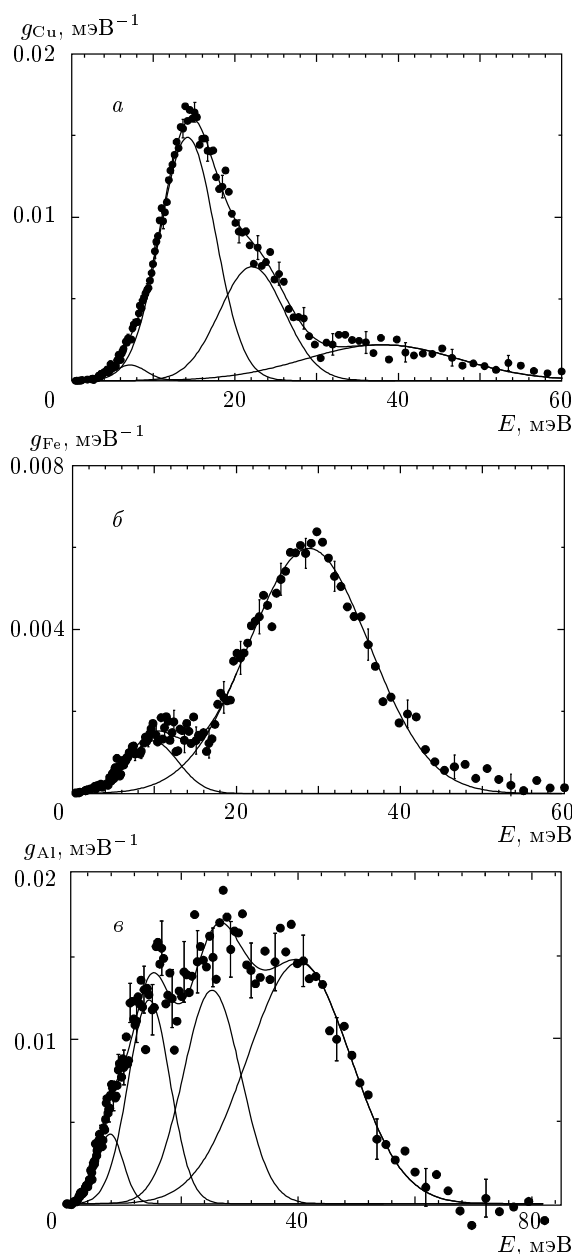 g_Cu, мэВ⁻¹
0.02
а
0.01
0 20 40 60
E, мэВ
g_Fe, мэВ⁻¹
0.008
б
0.004
0 20 40 60
E, мэВ
g_Al, мэВ⁻¹
0.02
в
0.01
0 40 80
E, мэВ